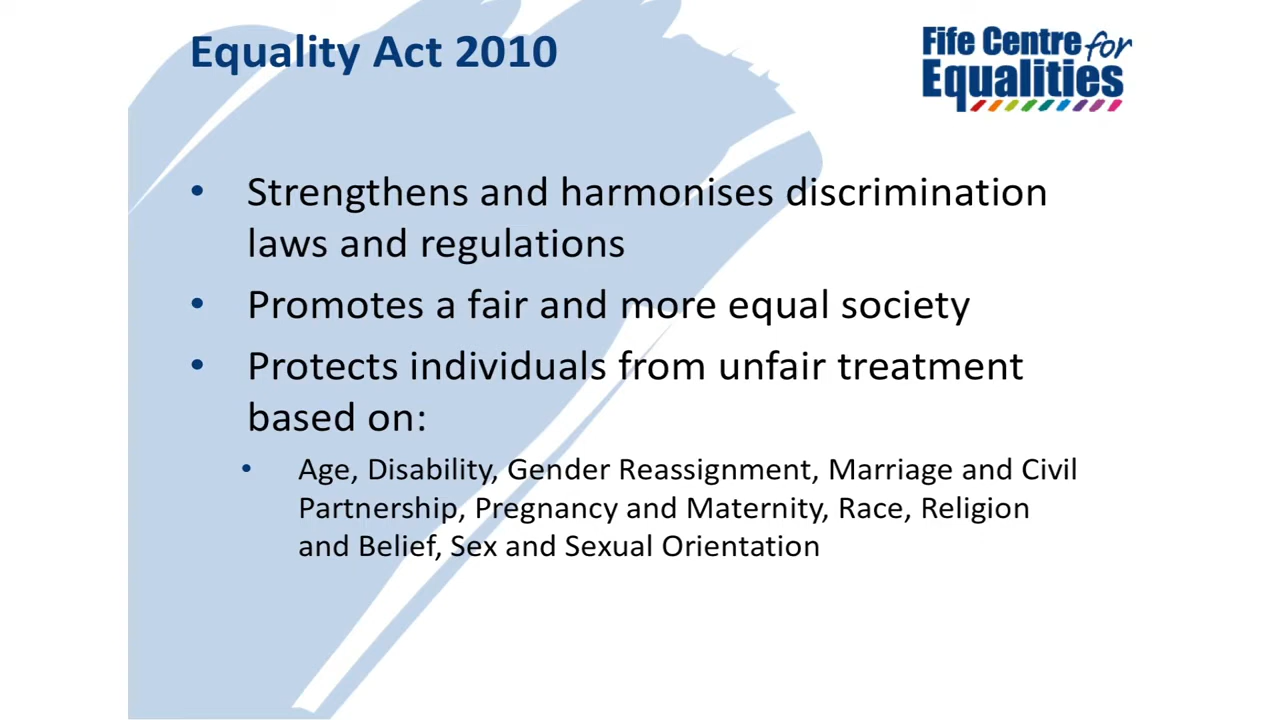 Equality Act 2010
Fife Centre for
Equalities
• Strengthens and harmonises discrimination
laws and regulations
• Promotes a fair and more equal society
• Protects individuals from unfair treatment
based on:
• Age, Disability, Gender Reassignment, Marriage and Civil
Partnership, Pregnancy and Maternity, Race, Religion
and Belief, Sex and Sexual Orientation